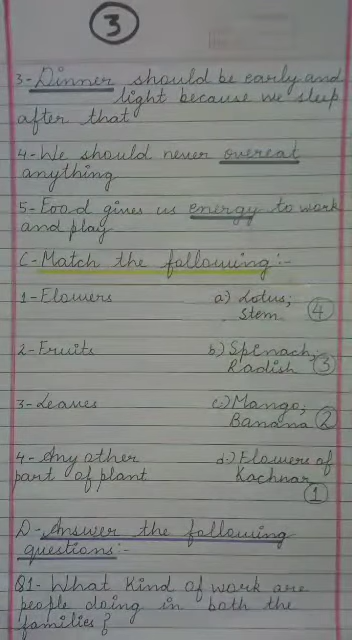 3
3-Dinner should be early and
light because we sleep
after that
4-We should never overeat
anything
5-Food gives us energy to work
and play
C-Match the following:-
1-Flowers a) Lotus;
Stem 4
2-Fruits b) Spinach,
Radish 3
3-Leaves c) Mango;
Banana 2
4-Any other d) Flowers of
part of plant Kachnar
1
D-Answer the following
questions:-
Q1- What Kind of work are
people doing in both the
families?